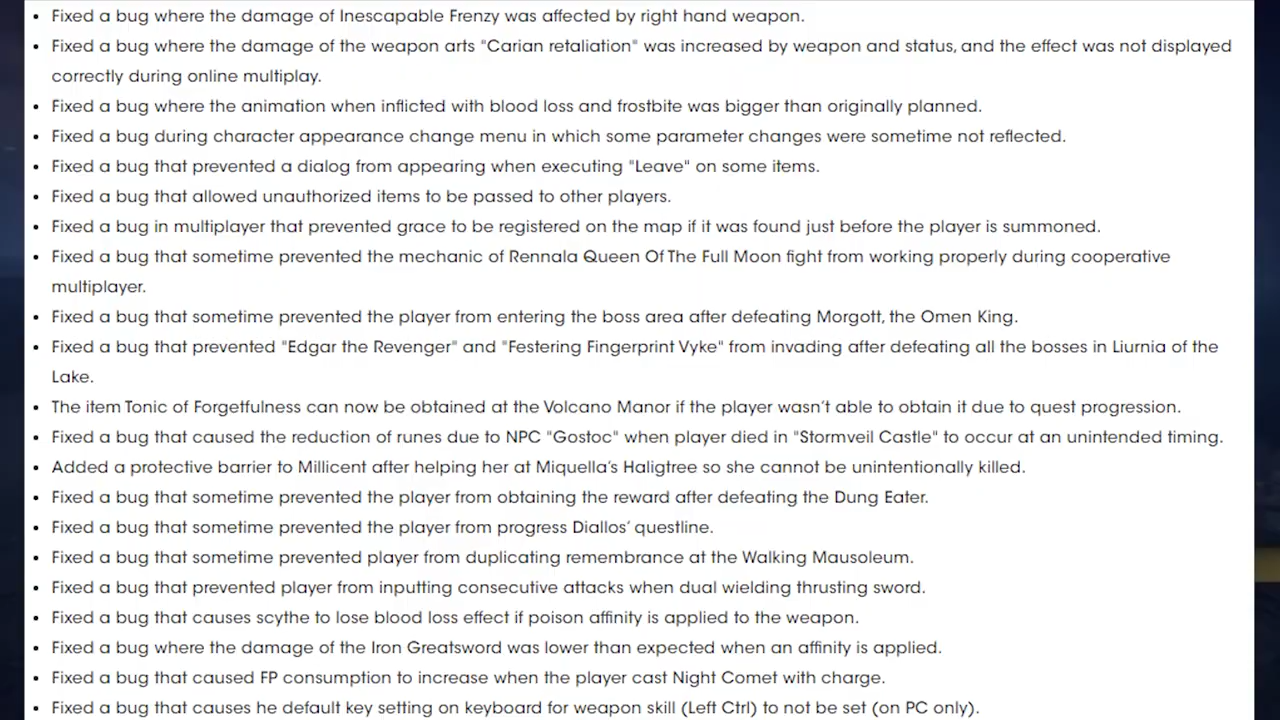 • Fixed a bug where the damage of Inescapable Frenzy was affected by right hand weapon.
• Fixed a bug where the damage of the weapon arts "Carian retaliation" was increased by weapon and status, and the effect was not displayed
correctly during online multiplay.
• Fixed a bug where the animation when inflicted with blood loss and frostbite was bigger than originally planned.
• Fixed a bug during character appearance change menu in which some parameter changes were sometime not reflected.
• Fixed a bug that prevented a dialog from appearing when executing "Leave" on some items.
• Fixed a bug that allowed unauthorized items to be passed to other players.
• Fixed a bug in multiplayer that prevented grace to be registered on the map if it was found just before the player is summoned.
• Fixed a bug that sometime prevented the mechanic of Rennala Queen Of The Full Moon fight from working properly during cooperative
multiplayer.
• Fixed a bug that sometime prevented the player from entering the boss area after defeating Morgott, the Omen King.
• Fixed a bug that prevented "Edgar the Revenger" and "Festering Fingerprint Vyke" from invading after defeating all the bosses in Liurnia of the
Lake.
• The item Tonic of Forgetfulness can now be obtained at the Volcano Manor if the player wasn't able to obtain it due to quest progression.
• Fixed a bug that caused the reduction of runes due to NPC "Gostoc" when player died in "Stormveil Castle" to occur at an unintended timing.
• Added a protective barrier to Millicent after helping her at Miquella's Haligtree so she cannot be unintentionally killed.
• Fixed a bug that sometime prevented the player from obtaining the reward after defeating the Dung Eater.
• Fixed a bug that sometime prevented the player from progress Diallos' questline.
• Fixed a bug that sometime prevented player from duplicating remembrance at the Walking Mausoleum.
• Fixed a bug that prevented player from inputting consecutive attacks when dual wielding thrusting sword.
• Fixed a bug that causes scythe to lose blood loss effect if poison affinity is applied to the weapon.
• Fixed a bug where the damage of the Iron Greatsword was lower than expected when an affinity is applied.
• Fixed a bug that caused FP consumption to increase when the player cast Night Comet with charge.
• Fixed a bug that causes he default key setting on keyboard for weapon skill (Left Ctrl) to not be set (on PC only).